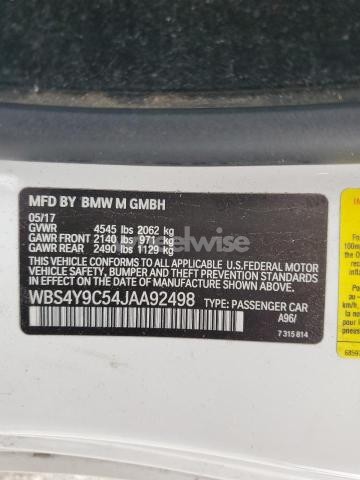 MFD BY BMW M GMBH
05/17
GVWR 4545 lbs 2062 kg
GAWR FRONT 2140 lbs 971 kg
GAWR REAR 2490 lbs 1129 kg
THIS VEHICLE CONFORMS TO ALL APPLICABLE U.S.FEDERAL MOTOR
VEHICLE SAFETY, BUMPER, AND THEFT PREVENTION STANDARDS
IN EFFECT ON THE DATE OF MANUFACTURE SHOWN ABOVE.
WBS4Y9C54JAA92498 TYPE: PASSENGER CAR
A96/
7 315 814